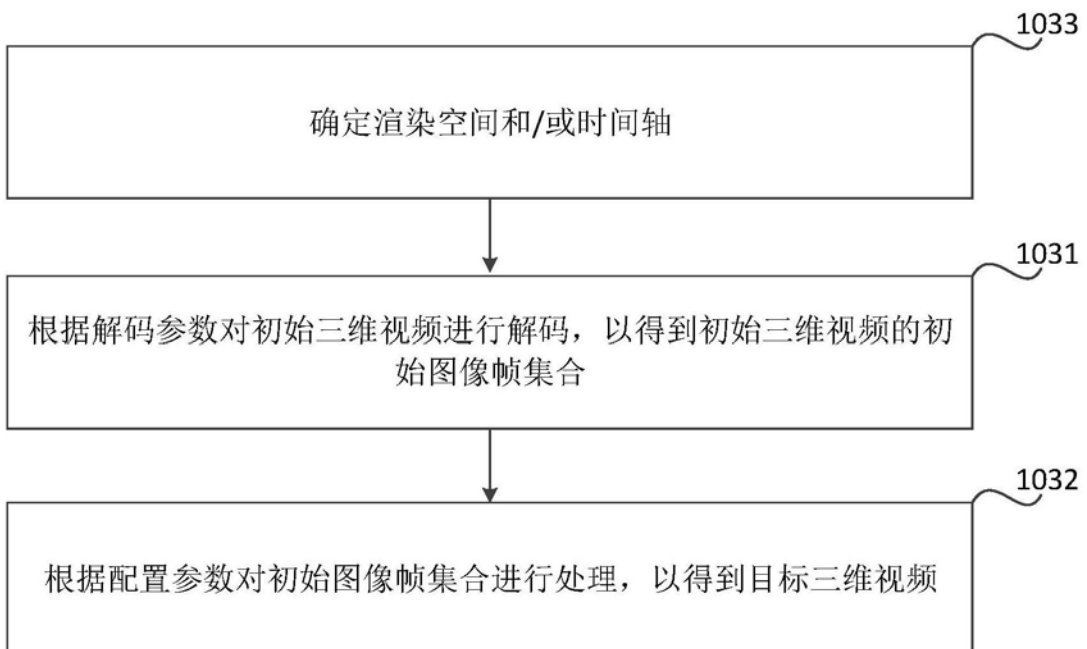 1033
确定渲染空间和/或时间轴
1031
根据解码参数对初始三维视频进行解码，以得到初始三维视频的初
始图像帧集合
1032
根据配置参数对初始图像帧集合进行处理，以得到目标三维视频